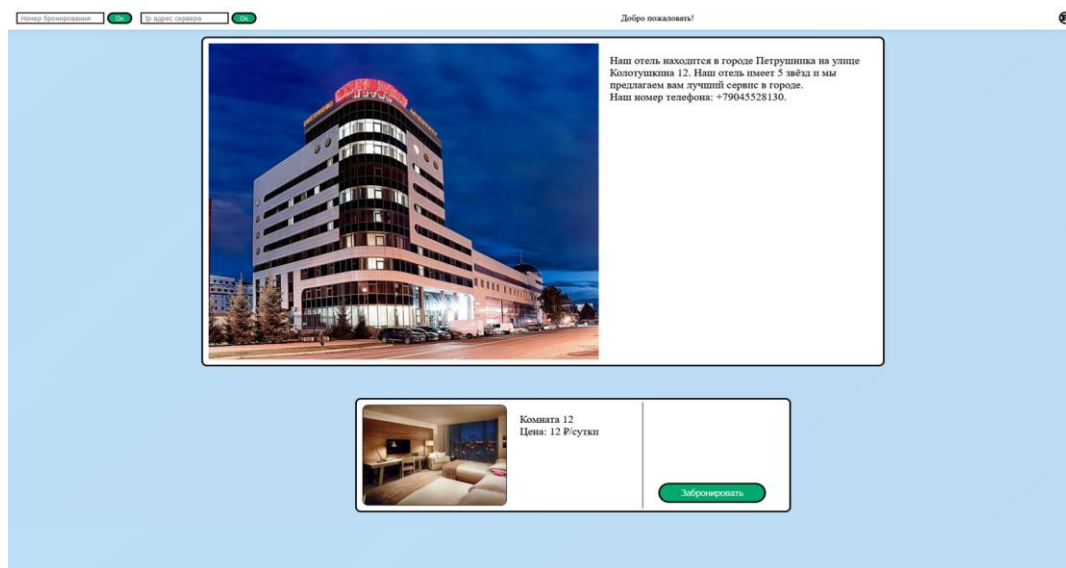 Номер бронирования Ок Ip адрес сервера Ок Добро пожаловать!
Наш отель находится в городе Петрушника на улице
Колотушкина 12. Наш отель имеет 5 звёзд и мы
предлагаем вам лучший сервис в городе.
Наш номер телефона: +79045528130.
Комната 12
Цена: 12 ₽/сутки
Забронировать